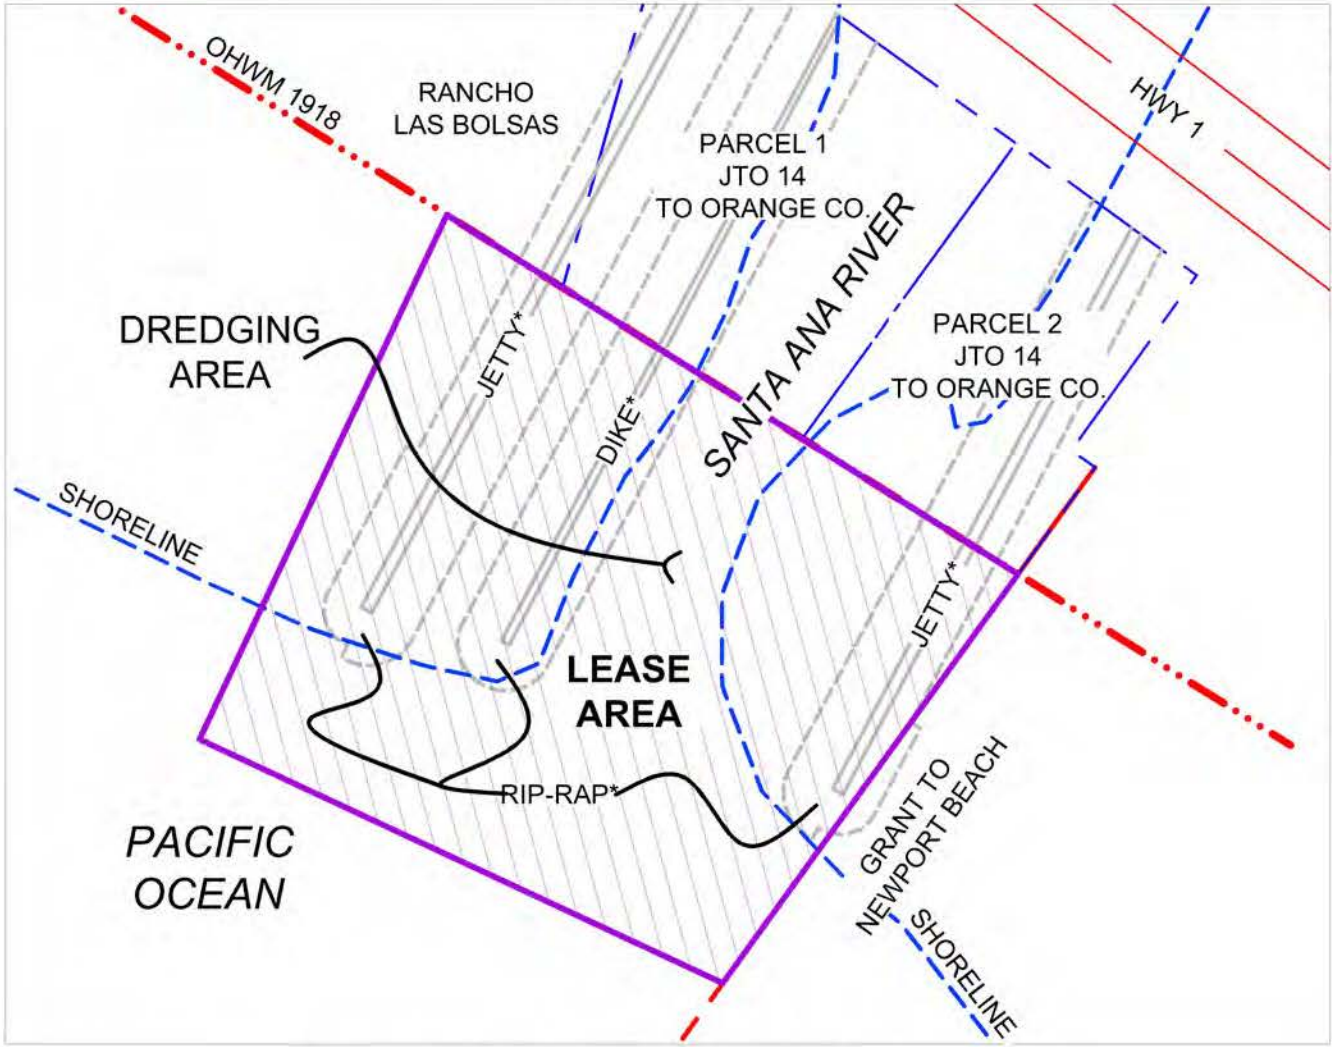 OHWM 1918
RANCHO
LAS BOLSAS
HWY 1
PARCEL 1
JTO 14
TO ORANGE CO.
SANTA ANA RIVER
DREDGING
AREA
JETTY*
PARCEL 2
JTO 14
TO ORANGE CO.
DIKE*
SHORELINE
JETTY*
LEASE
AREA
RIP-RAP*
GRANT TO
NEWPORT BEACH
PACIFIC
OCEAN
SHORELINE